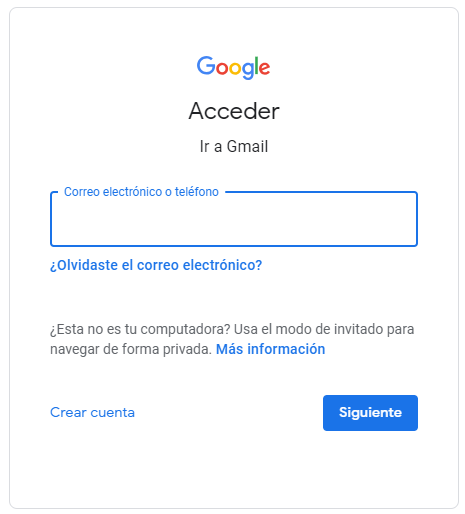 Google
Acceder
Ir a Gmail
Correo electrónico o teléfono
¿Olvidaste el correo electrónico?
¿Esta no es tu computadora? Usa el modo de invitado para
navegar de forma privada. Más información
Crear cuenta
Siguiente